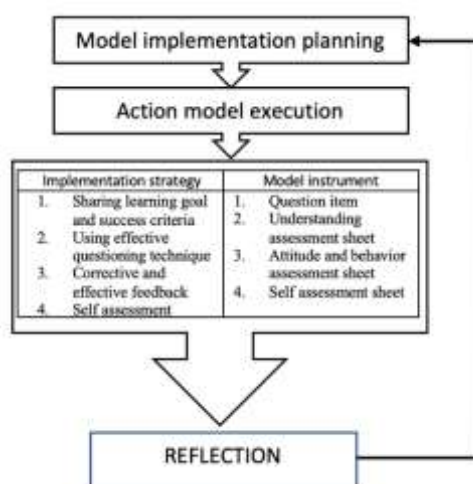 Model implementation planning
Action model execution
Implementation strategy
1. Sharing learning goal
and success criteria
2. Using effective
questioning technique
3. Corrective and
effective feedback
4. Self assessment
Model instrument
1. Question item
2. Understanding
assessment sheet
3. Attitude and behavior
assessment sheet
4. Self assessment sheet
REFLECTION